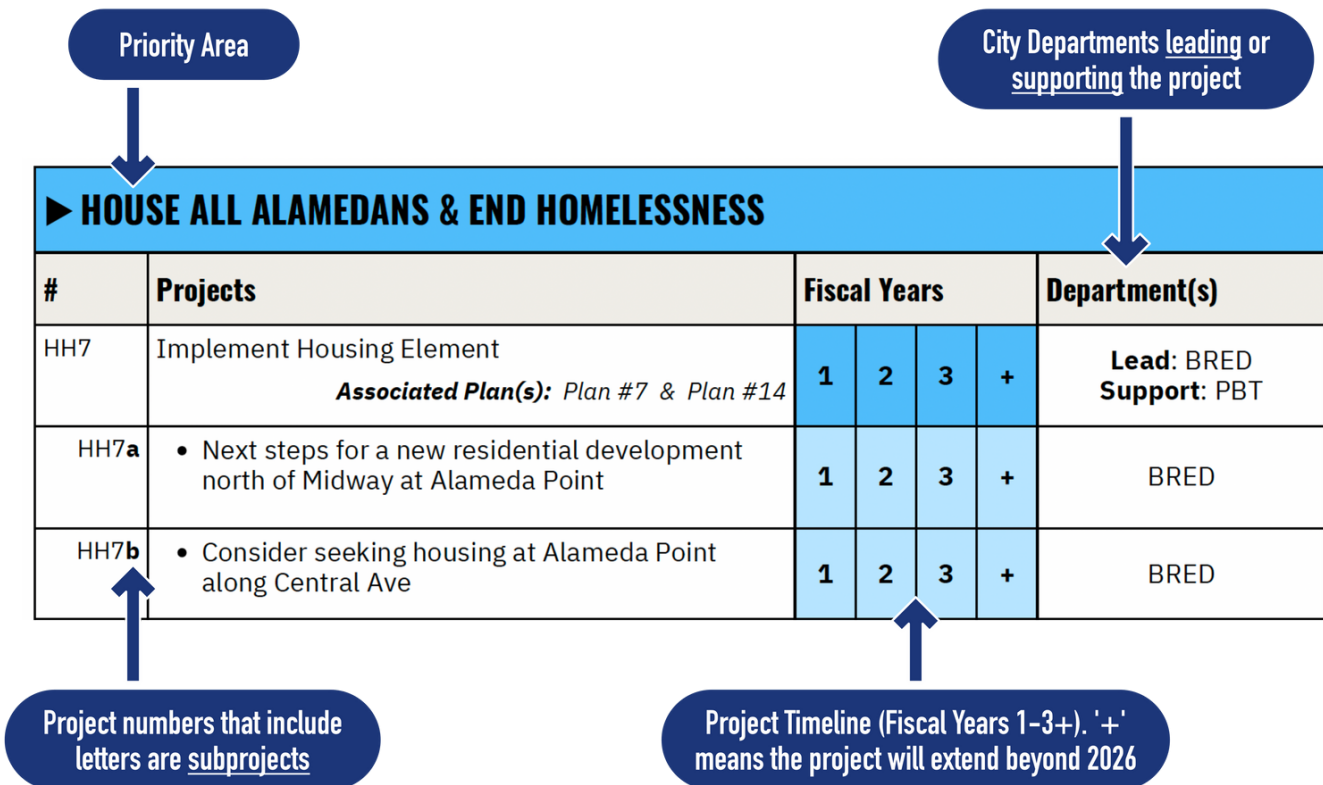 Priority Area
City Departments leading or
supporting the project
▶ HOUSE ALL ALAMEDANS & END HOMELESSNESS
# Projects Fiscal Years Department(s)
HH7 Implement Housing Element 1 2 3 + Lead: BRED
Associated Plan(s): Plan #7 & Plan #14 Support: PBT
HH7a • Next steps for a new residential development
north of Midway at Alameda Point 1 2 3 + BRED
HH7b • Consider seeking housing at Alameda Point
along Central Ave 1 2 3 + BRED
Project numbers that include
letters are subprojects
Project Timeline (Fiscal Years 1-3+). '+'
means the project will extend beyond 2026